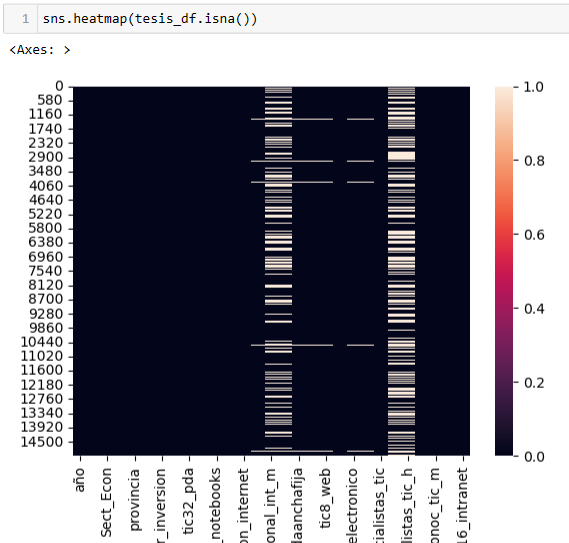 1 sns.heatmap(tesis_df.isna())
<Axes: >
0
580
1160
1740
2320
2900
3480
4060
4640
5220
5800
6380
6960
7540
8120
8700
9280
9860
10440
11020
11600
12180
12760
13340
13920
14500
1.0
0.8
0.6
0.4
0.2
0.0
año
Sect_Econ
provincia
r_inversion
tic32_pda
_notebooks
on_internet
onal_int_m
laanchafija
tic8_web
electronico
ialistas_tic
listas_tic_h
onoc_tic_m
16_intranet